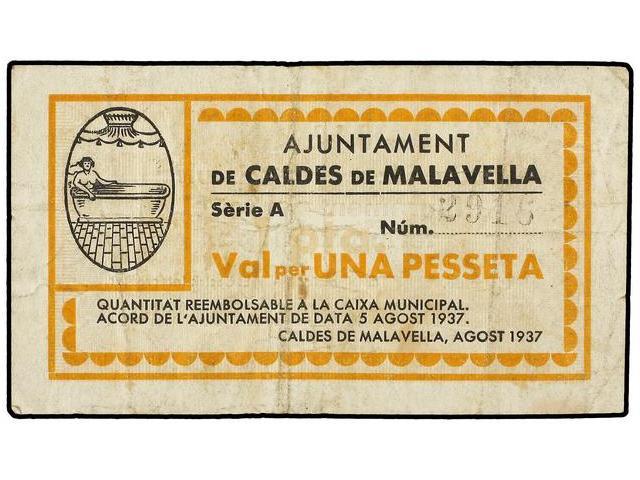 AJUNTAMENT
DE CALDES DE MALAVELLA
Sèrie A
Núm. 2916
Val per UNA PESSETA
QUANTITAT REEMBOLSABLE A LA CAIXA MUNICIPAL.
ACORD DE L'AJUNTAMENT DE DATA 5 AGOST 1937.
CALDES DE MALAVELLA, AGOST 1937